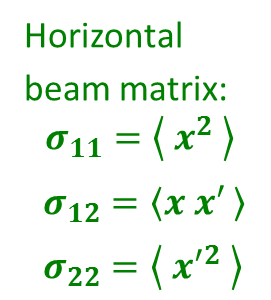 Horizontal
beam matrix:
σ₁₁ = ⟨ x² ⟩
σ₁₂ = ⟨x x′ ⟩
σ₂₂ = ⟨ x′² ⟩